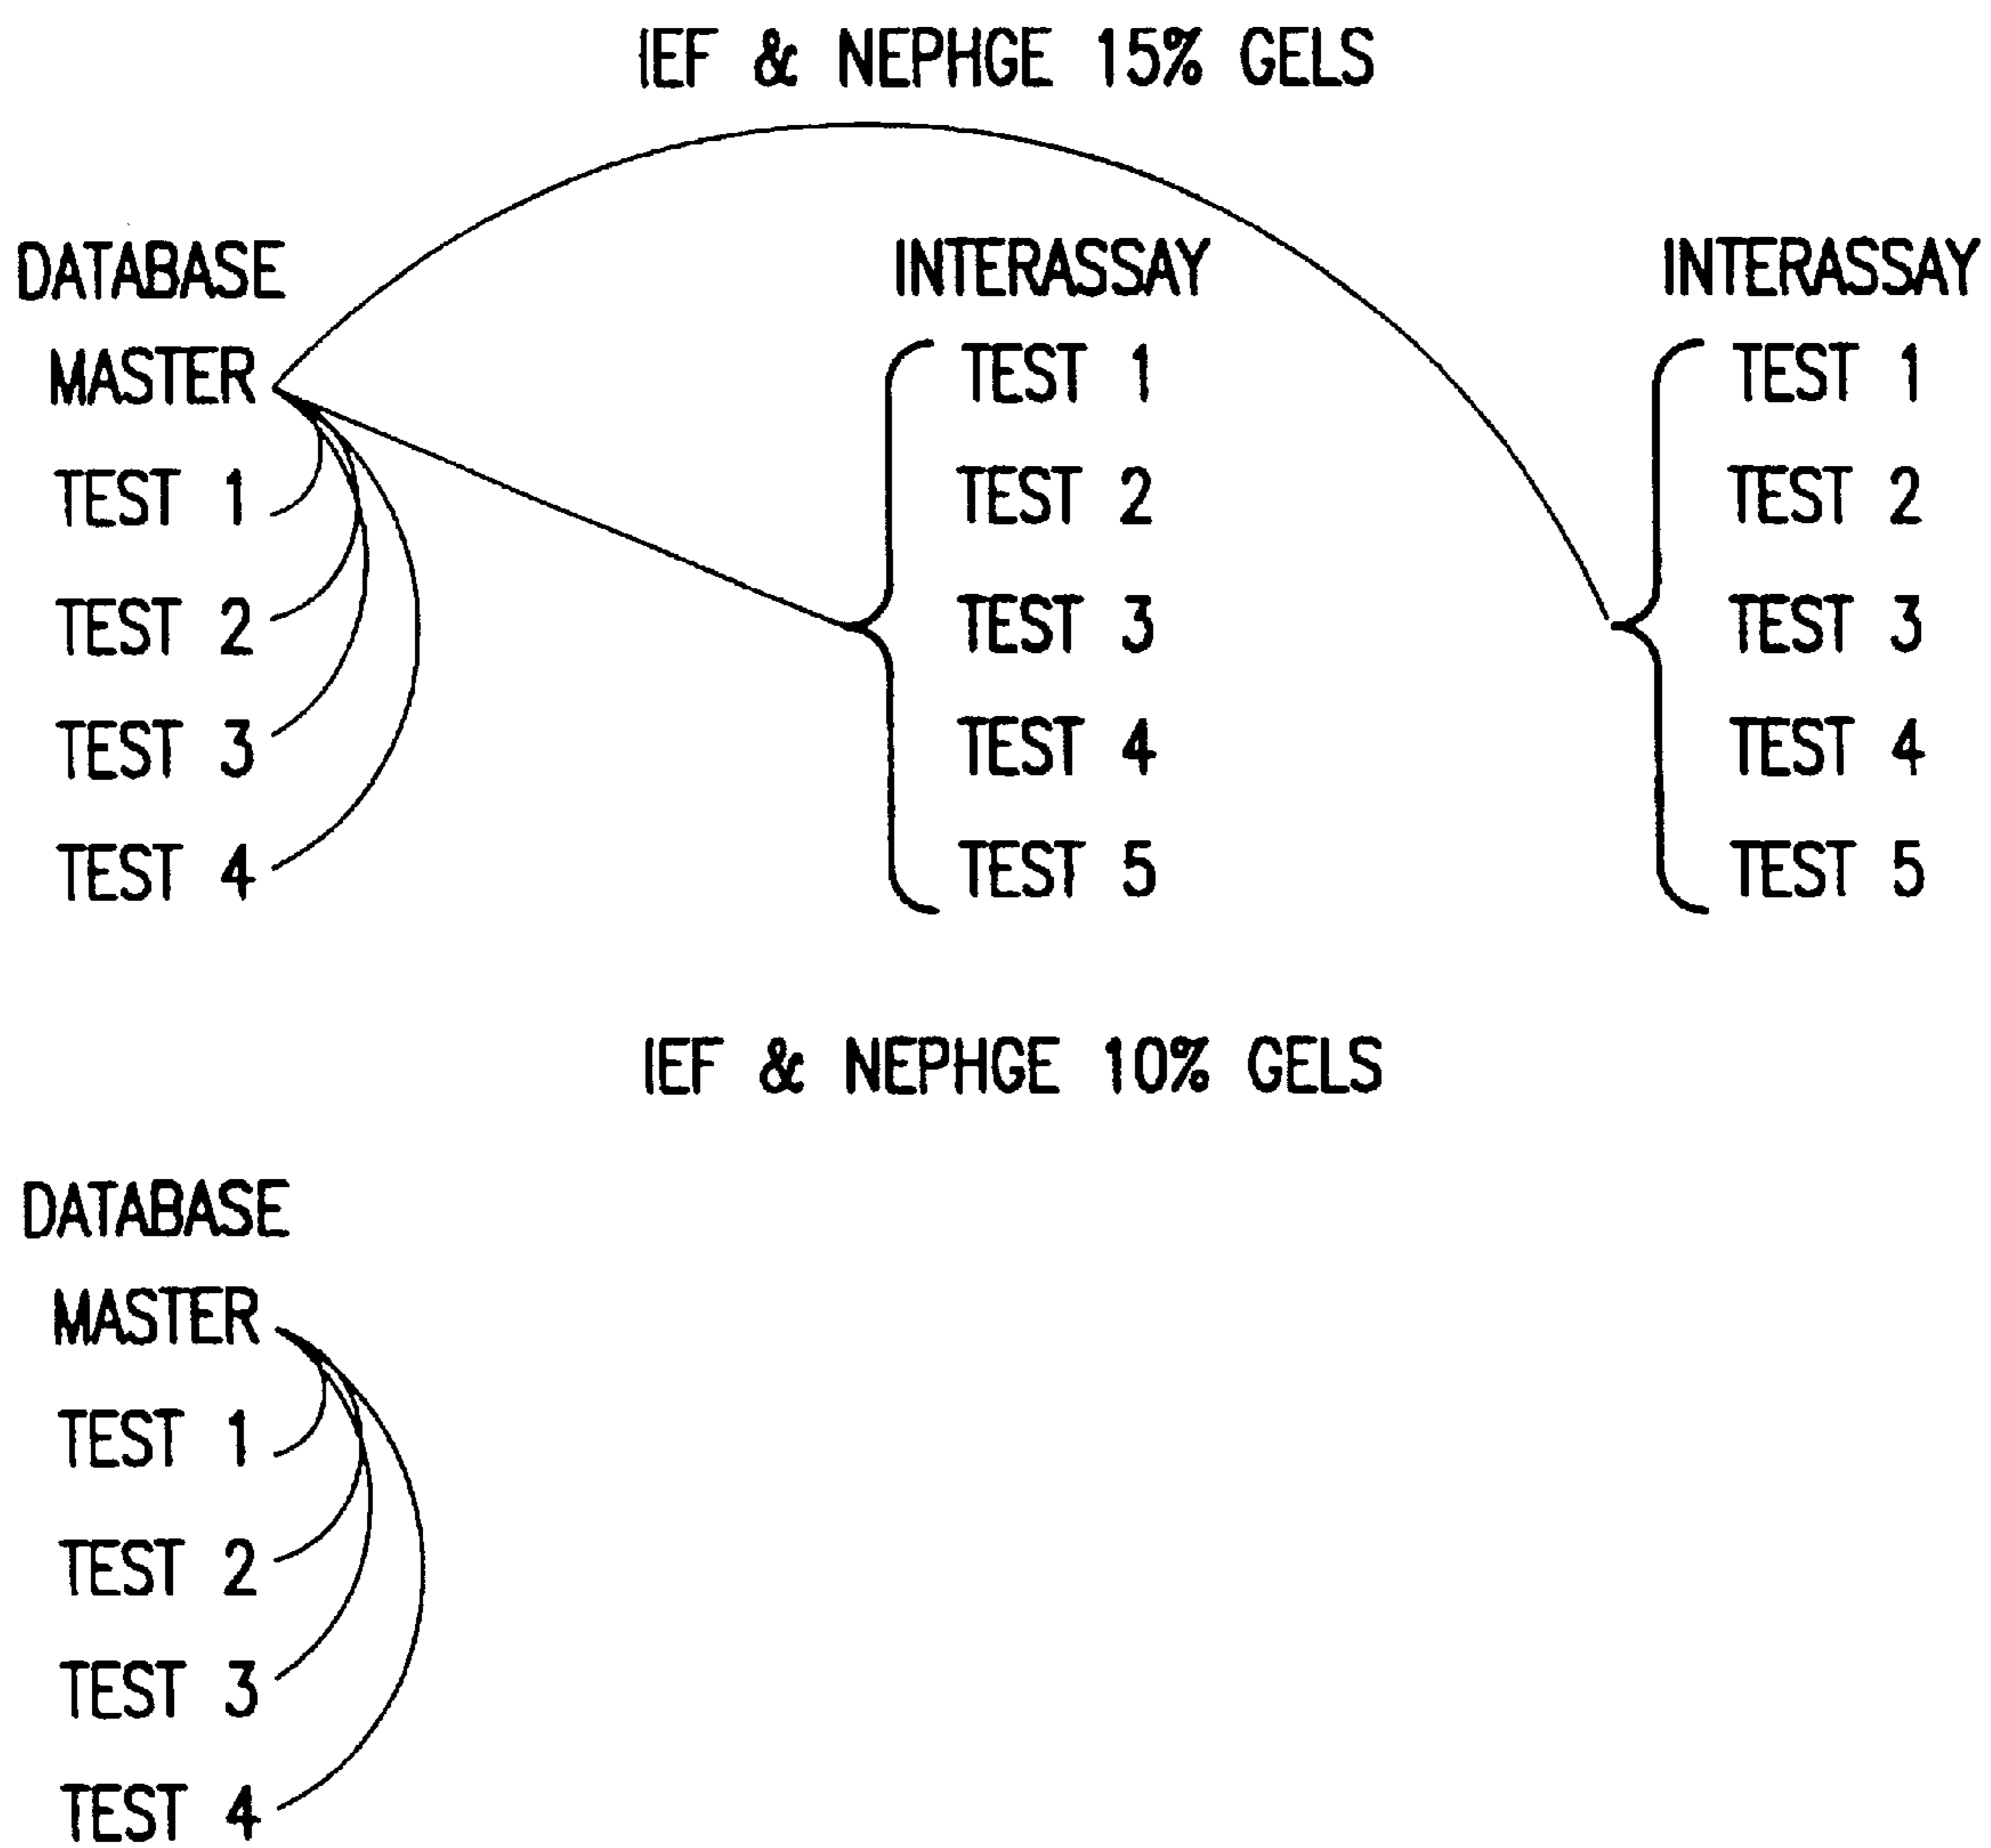 IEF & NEPHGE 15% GELS
DATABASE INTERASSAY INTERASSAY
MASTER TEST 1 TEST 1
TEST 1 TEST 2 TEST 2
TEST 2 TEST 3 TEST 3
TEST 3 TEST 4 TEST 4
TEST 4 TEST 5 TEST 5
IEF & NEPHGE 10% GELS
DATABASE
MASTER
TEST 1
TEST 2
TEST 3
TEST 4